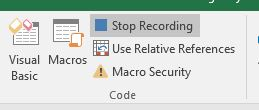 Stop Recording
Visual Basic
Macros
Use Relative References
Macro Security
Code